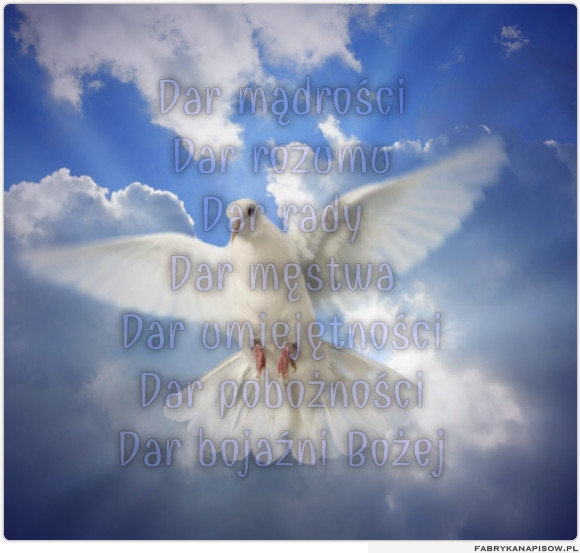 Dar mądrości
Dar rozumu
Dar rady
Dar męstwa
Dar umiejętności
Dar pobożności
Dar bojaźni Bożej
FABRYKANAPISOW.PL